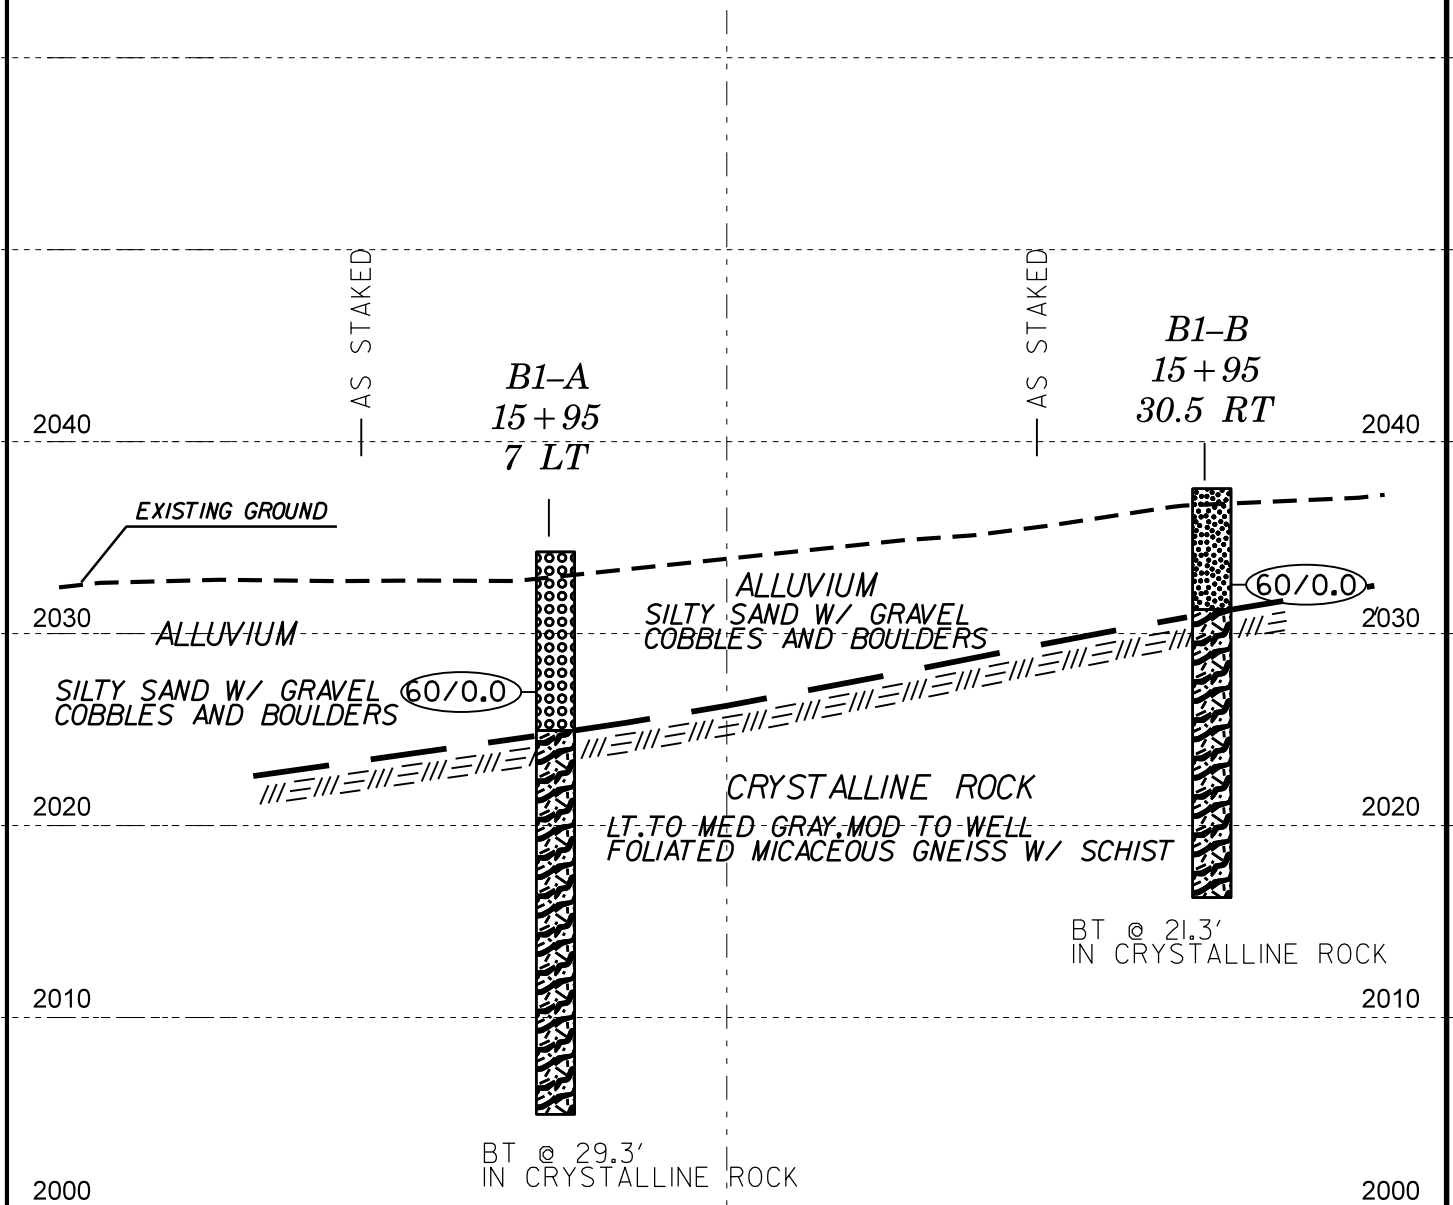 AS STAKED
AS STAKED
B1-A
15+95
7 LT
B1-B
15+95
30.5 RT
2040
2040
EXISTING GROUND
ALLUVIUM
SILTY SAND W/ GRAVEL
COBBLES AND BOULDERS
60/0.0
2030
2030
ALLUVIUM
SILTY SAND W/ GRAVEL
COBBLES AND BOULDERS
60/0.0
CRYSTALLINE ROCK
LT. TO MED GRAY, MOD TO WELL
FOLIATED MICACEOUS GNEISS W/ SCHIST
2020
2020
BT @ 21.3'
IN CRYSTALLINE ROCK
2010
2010
BT @ 29.3'
IN CRYSTALLINE ROCK
2000
2000